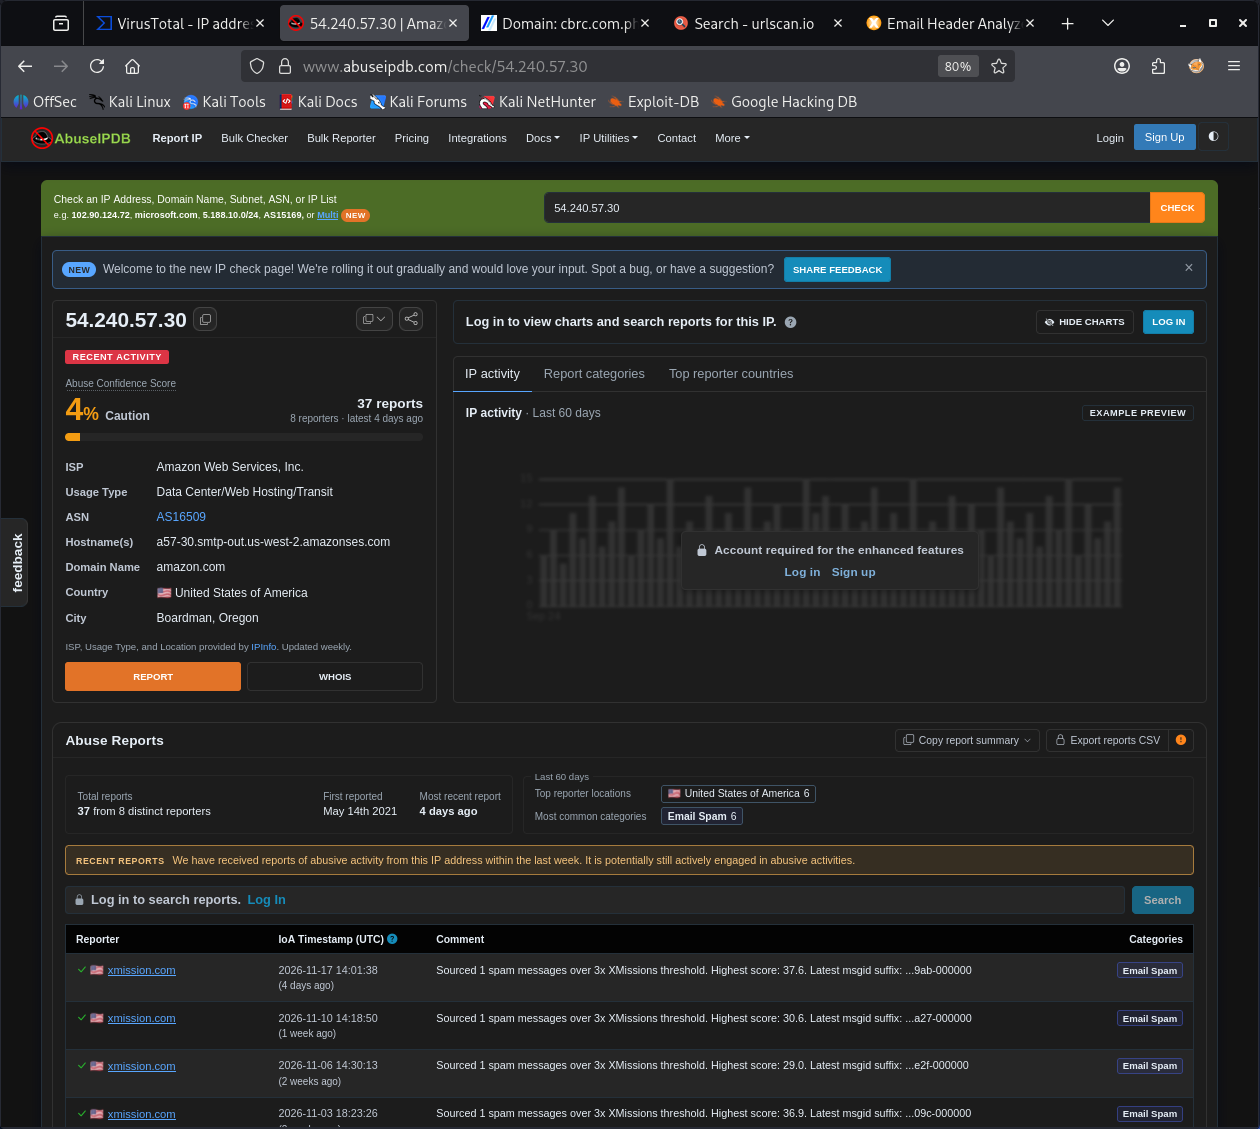 VirusTotal - IP addre
54.240.57.30 | Amaz
Domain: cbrc.com.ph
Search - urlscan.io
Email Header Analyz
www.abuseipdb.com/check/54.240.57.30
80%
OffSec
Kali Linux
Kali Tools
Kali Docs
Kali Forums
Kali NetHunter
Exploit-DB
Google Hacking DB
AbuseIPDB
Report IP
Bulk Checker
Bulk Reporter
Pricing
Integrations
Docs
IP Utilities
Contact
More
Login
Sign Up
Check an IP Address, Domain Name, Subnet, ASN, or IP List
e.g. 102.90.124.72, microsoft.com, 5.188.10.0/24, AS15169, or Multi NEW
54.240.57.30
CHECK
NEW Welcome to the new IP check page! We're rolling it out gradually and would love your input. Spot a bug, or have a suggestion? SHARE FEEDBACK
54.240.57.30
RECENT ACTIVITY
Abuse Confidence Score
4% Caution
37 reports
8 reporters · latest 4 days ago
ISP Amazon Web Services, Inc.
Usage Type Data Center/Web Hosting/Transit
ASN AS16509
Hostname(s) a57-30.smtp-out.us-west-2.amazonses.com
Domain Name amazon.com
Country United States of America
City Boardman, Oregon
ISP, Usage Type, and Location provided by IPInfo. Updated weekly.
REPORT
WHOIS
feedback
Log in to view charts and search reports for this IP.
HIDE CHARTS
LOG IN
IP activity
Report categories
Top reporter countries
IP activity · Last 60 days
EXAMPLE PREVIEW
Account required for the enhanced features
Log in
Sign up
Abuse Reports
Copy report summary
Export reports CSV
Total reports
37 from 8 distinct reporters
First reported
May 14th 2021
Most recent report
4 days ago
Last 60 days
Top reporter locations United States of America 6
Most common categories Email Spam 6
RECENT REPORTS We have received reports of abusive activity from this IP address within the last week. It is potentially still actively engaged in abusive activities.
Log in to search reports. Log In
Search
Reporter IoA Timestamp (UTC) Comment Categories
xmission.com 2026-11-17 14:01:38 Sourced 1 spam messages over 3x XMissions threshold. Highest score: 37.6. Latest msgid suffix: ...9ab-000000 Email Spam
(4 days ago)
xmission.com 2026-11-10 14:18:50 Sourced 1 spam messages over 3x XMissions threshold. Highest score: 30.6. Latest msgid suffix: ...a27-000000 Email Spam
(1 week ago)
xmission.com 2026-11-06 14:30:13 Sourced 1 spam messages over 3x XMissions threshold. Highest score: 29.0. Latest msgid suffix: ...e2f-000000 Email Spam
(2 weeks ago)
xmission.com 2026-11-03 18:23:26 Sourced 1 spam messages over 3x XMissions threshold. Highest score: 36.9. Latest msgid suffix: ...09c-000000 Email Spam